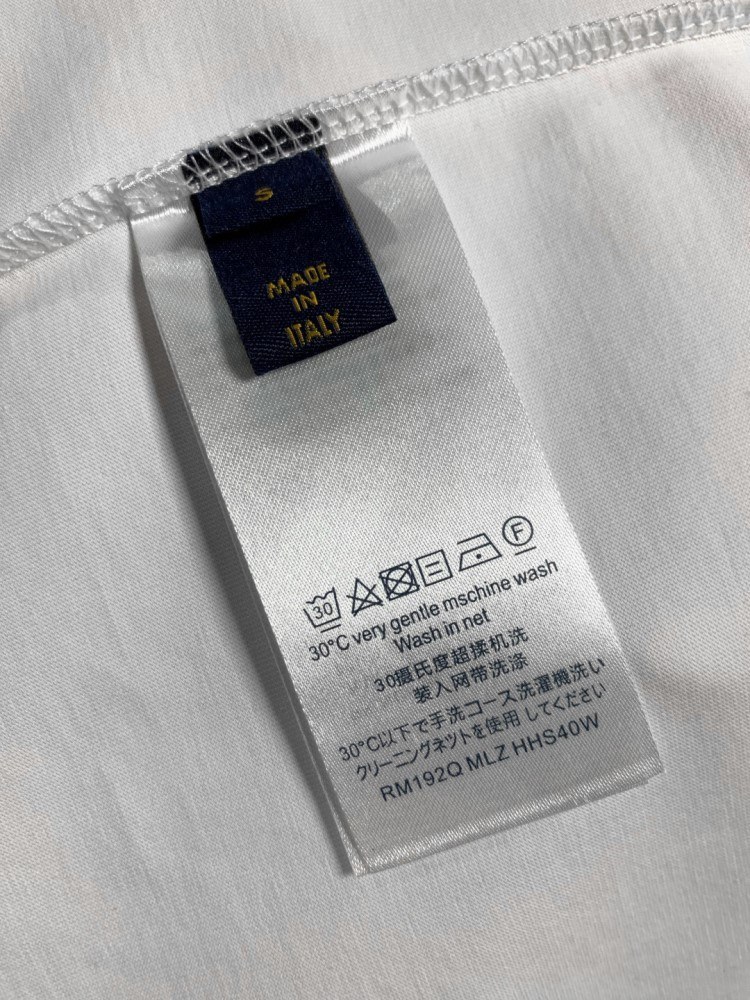 S
MADE
IN
ITALY
30 F
30°C very gentle mschine wash
Wash in net
30摄氏度超揉机洗
装入网带洗涤
30°C以下で手洗コース洗濯機洗い
クリーニングネットを使用してください
RM192Q MLZ HHS40W